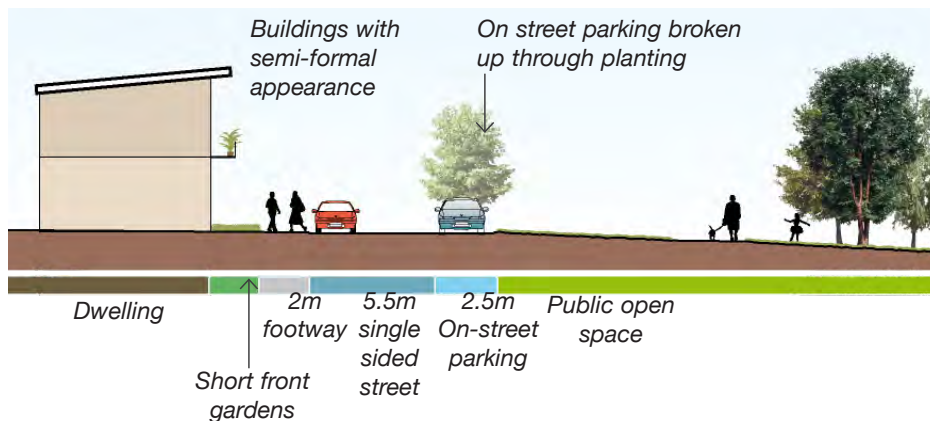 Buildings with
semi-formal
appearance
On street parking broken
up through planting
Dwelling
Short front
gardens
2m
footway
5.5m
single
sided
street
2.5m
On-street
parking
Public open
space